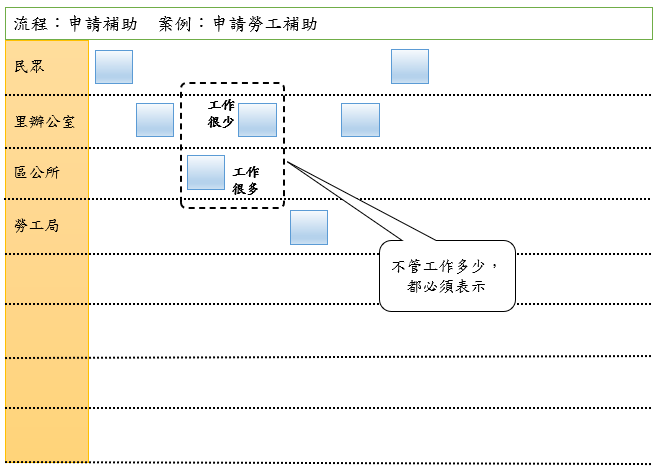 流程：申請補助　案例：申請勞工補助
民眾
里辦公室
工作
很少
區公所
工作
很多
勞工局
不管工作多少，
都必須表示